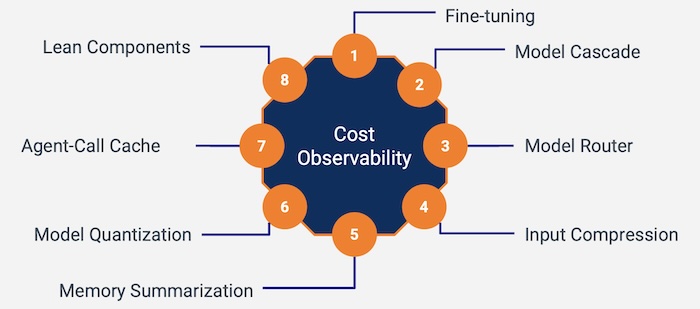 Cost
Observability
1
Fine-tuning
2
Model Cascade
3
Model Router
4
Input Compression
5
Memory Summarization
6
Model Quantization
7
Agent-Call Cache
8
Lean Components